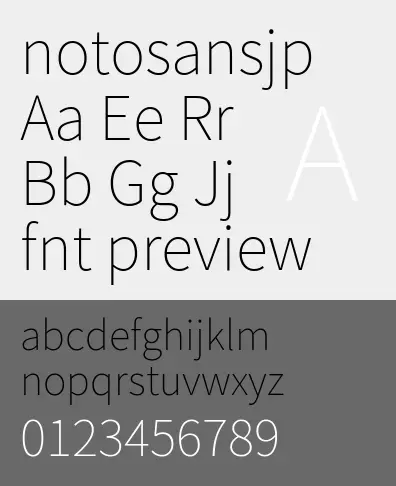 notosansjp
Aa Ee Rr
A
Bb Gg Jj
fnt preview
abcdefghijklm
nopqrstuvwxyz
0123456789